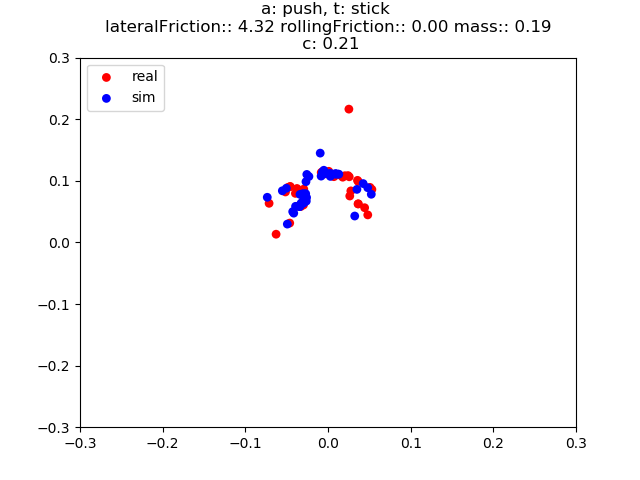 a: push, t: stick
lateralFriction:: 4.32 rollingFriction:: 0.00 mass:: 0.19
c: 0.21
real
sim
0.3
0.2
0.1
0.0
−0.1
−0.2
−0.3
−0.3 −0.2 −0.1 0.0 0.1 0.2 0.3